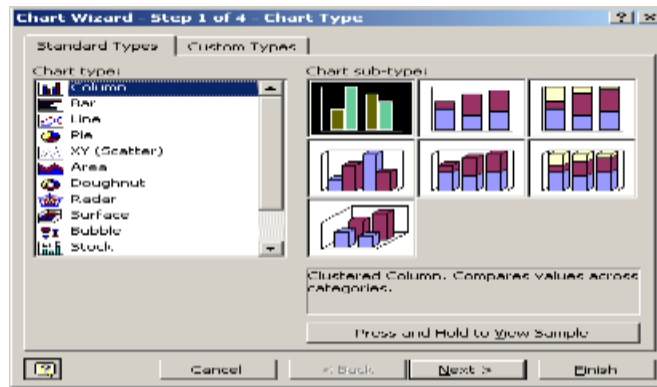 Chart Wizard - Step 1 of 4 - Chart Type
Standard Types
Custom Types
Chart type:
Column
Bar
Line
Pie
XY (Scatter)
Area
Doughnut
Radar
Surface
Bubble
Stock
Chart sub-type:
Clustered Column. Compares values across
categories.
Press and Hold to View Sample
Cancel
< Back
Next >
Finish